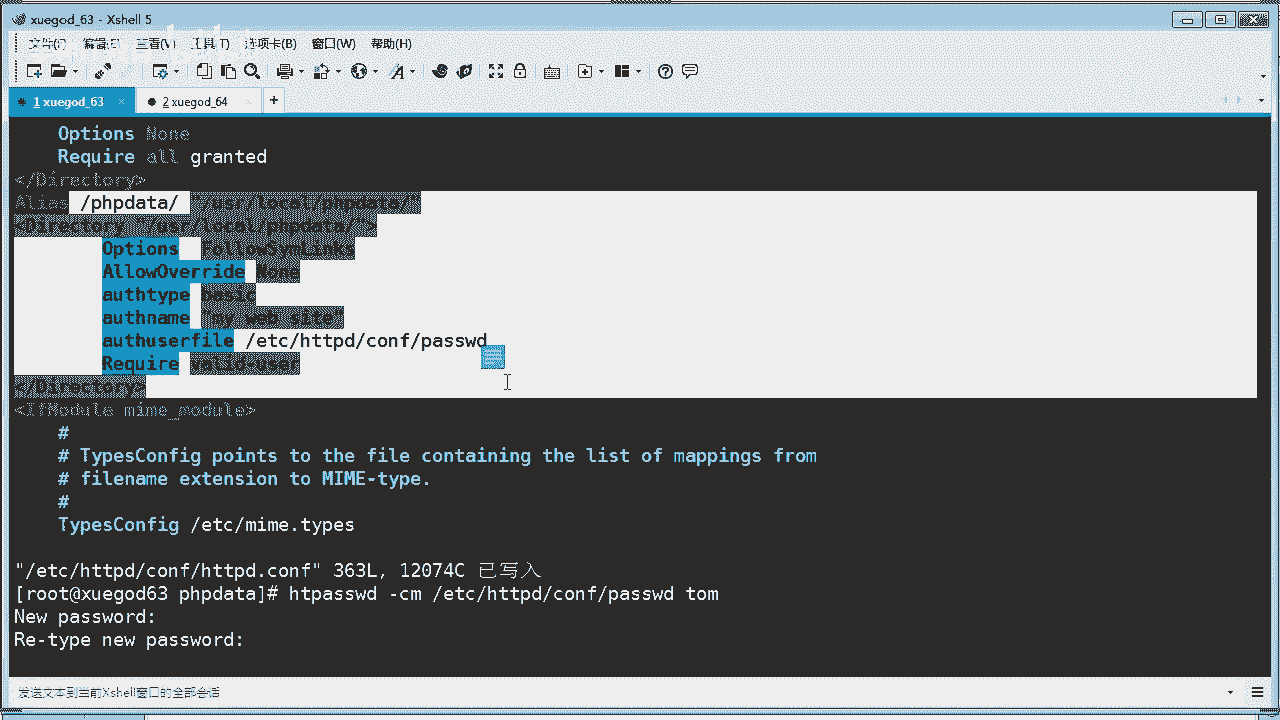 xuegod_63 - Xshell 5
文件(F) 编辑(E) 查看(V) 工具(T) 选项卡(B) 窗口(W) 帮助(H)
1 xuegod_63 × 2 xuegod_64 × +
Options None
Require all granted
</Directory>
Alias /phpdata/ "/usr/local/phpdata/"
<Directory "/usr/local/phpdata/">
Options FollowSymLinks
AllowOverride None
authtype basic
authname "my web site"
authuserfile /etc/httpd/conf/passwd
Require valid-user
</Directory>
<IfModule mime_module>
#
# TypesConfig points to the file containing the list of mappings from
# filename extension to MIME-type.
#
TypesConfig /etc/mime.types
"/etc/httpd/conf/httpd.conf" 363L, 12074C 已写入
[root@xuegod63 phpdata]# htpasswd -cm /etc/httpd/conf/passwd tom
New password:
Re-type new password:
发送文本到当前Xshell窗口的全部会话